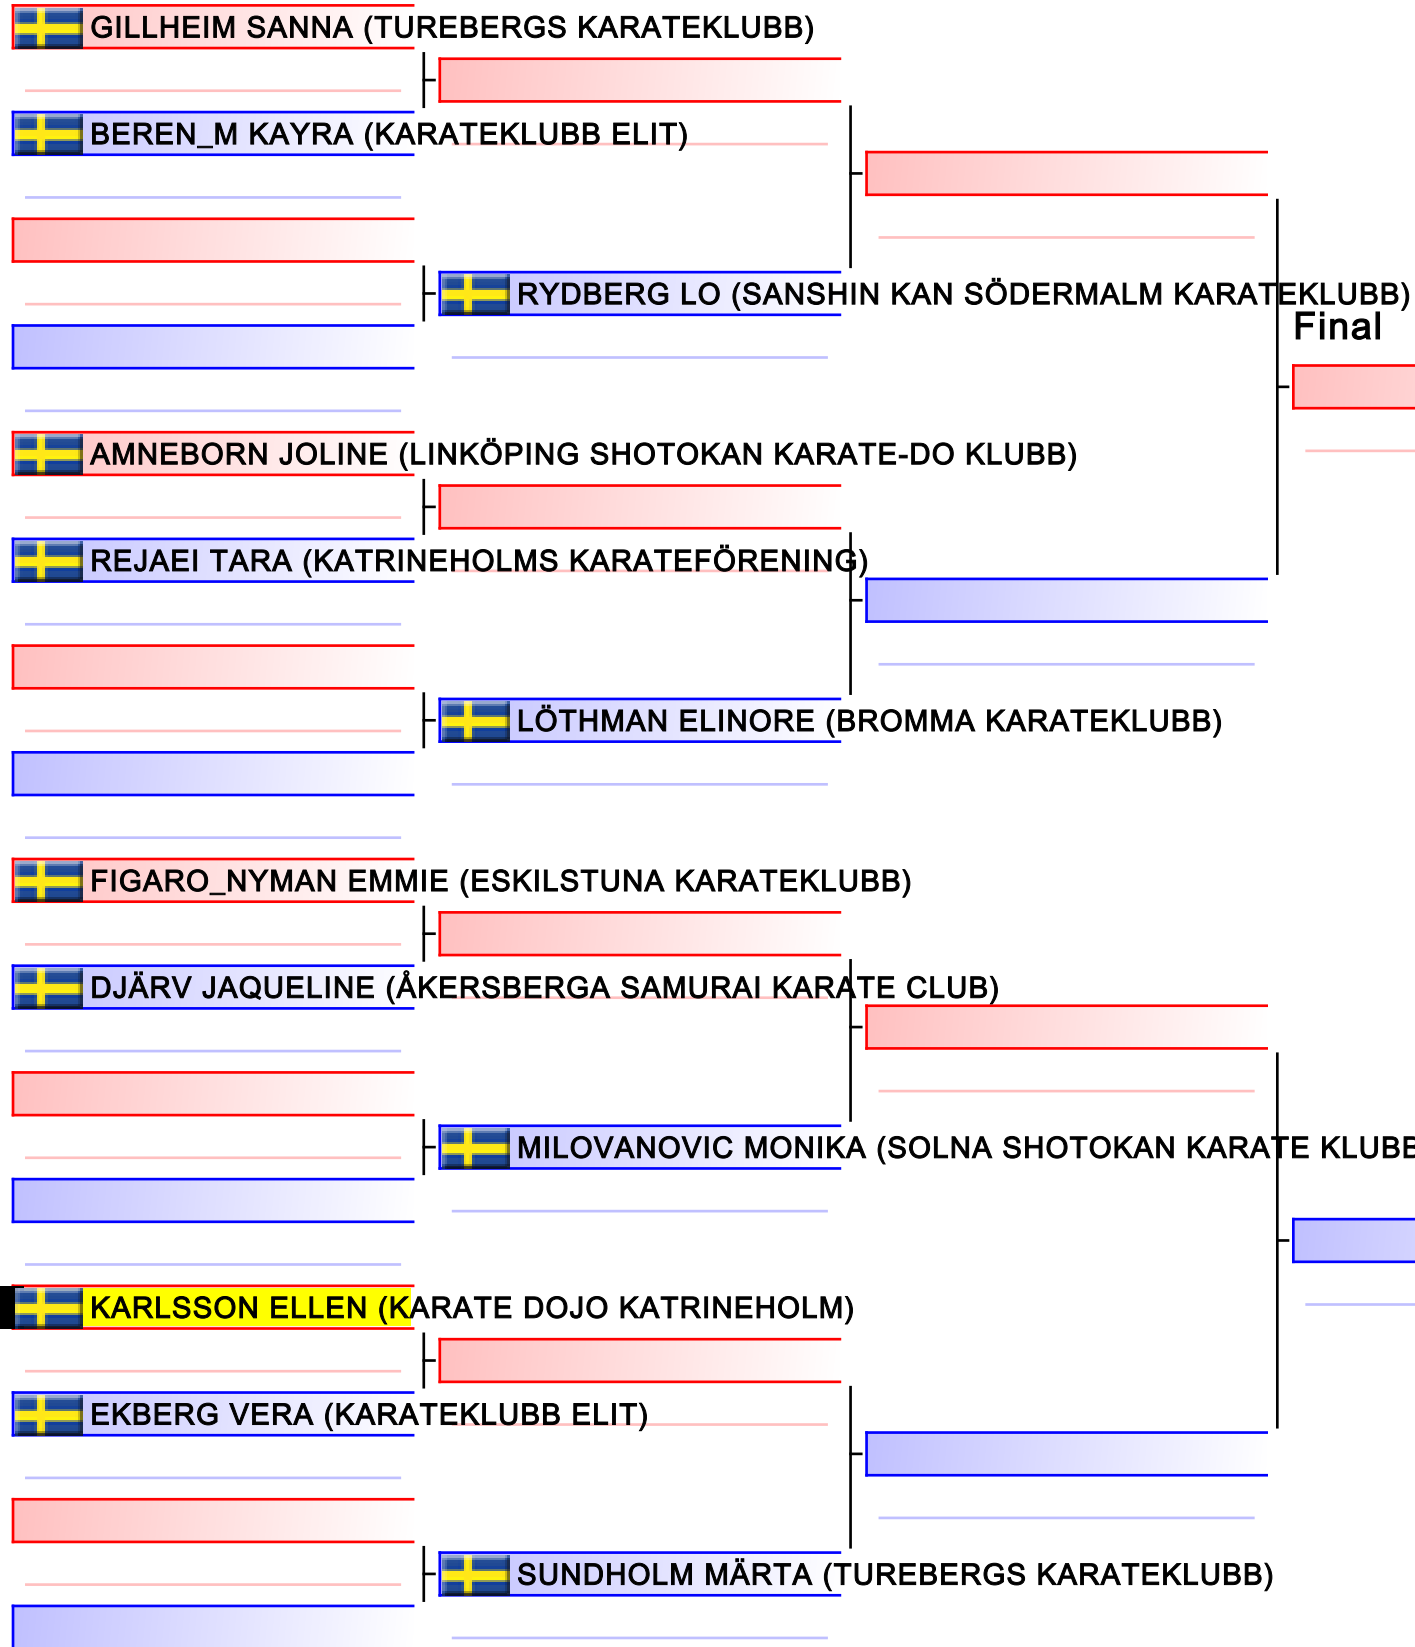 GILLHEIM SANNA (TUREBERGS KARATEKLUBB)
BEREN_M KAYRA (KARATEKLUBB ELIT)
RYDBERG LO (SANSHIN KAN SÖDERMALM KARATEKLUBB)
Final
AMNEBORN JOLINE (LINKÖPING SHOTOKAN KARATE-DO KLUBB)
REJAEI TARA (KATRINEHOLMS KARATEFÖRENING)
LÖTHMAN ELINORE (BROMMA KARATEKLUBB)
FIGARO_NYMAN EMMIE (ESKILSTUNA KARATEKLUBB)
DJÄRV JAQUELINE (ÅKERSBERGA SAMURAI KARATE CLUB)
MILOVANOVIC MONIKA (SOLNA SHOTOKAN KARATE KLUBB
KARLSSON ELLEN (KARATE DOJO KATRINEHOLM)
EKBERG VERA (KARATEKLUBB ELIT)
SUNDHOLM MÄRTA (TUREBERGS KARATEKLUBB)